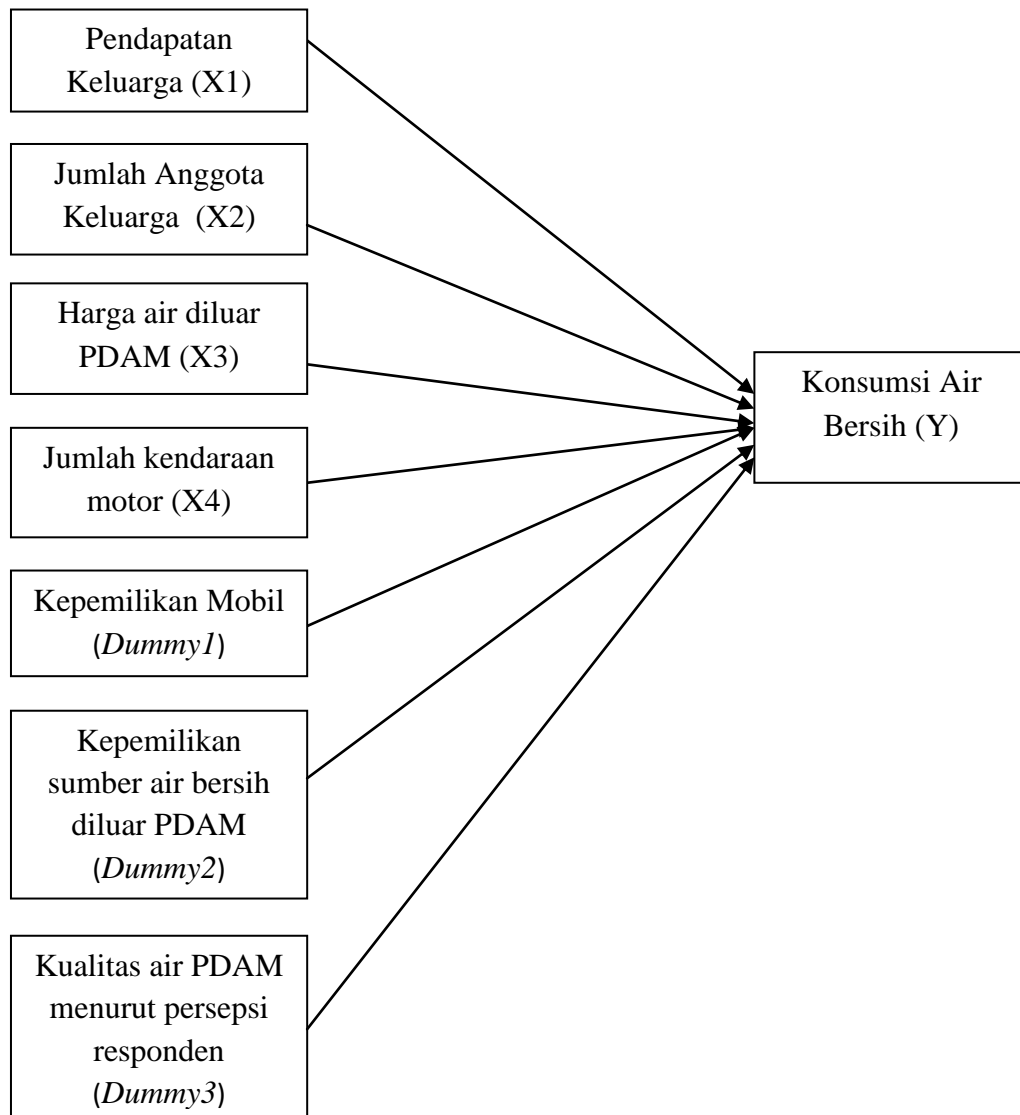 Pendapatan
Keluarga (X1)
Jumlah Anggota
Keluarga (X2)
Harga air diluar
PDAM (X3)
Jumlah kendaraan
motor (X4)
Kepemilikan Mobil
(Dummy1)
Kepemilikan
sumber air bersih
diluar PDAM
(Dummy2)
Kualitas air PDAM
menurut persepsi
responden
(Dummy3)
Konsumsi Air
Bersih (Y)